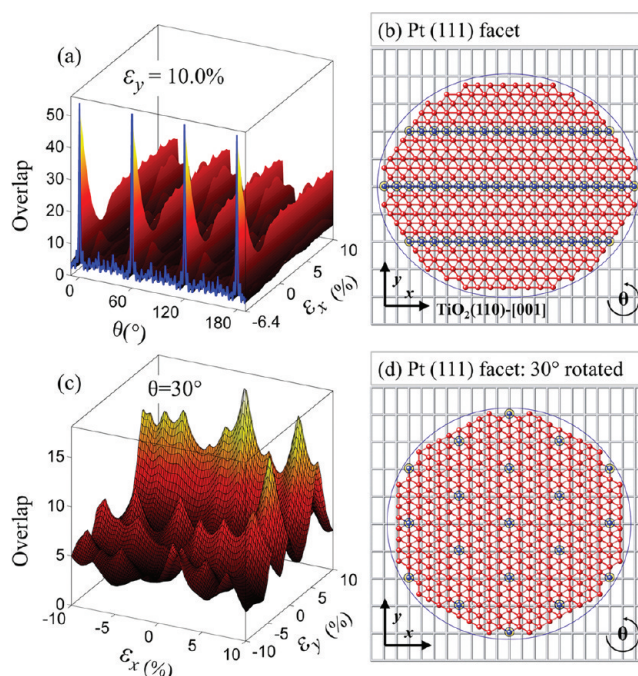 (a)
εy = 10.0%
Overlap
50
40
30
20
10
0
0
60
120
180
θ(°)
-6.4
0
5
10
εx (%)
(b) Pt (111) facet
y
x
TiO2(110)-[001]
θ
(c)
θ=30°
Overlap
15
10
5
0
-10
-5
0
5
10
εx (%)
-10
-5
0
5
10
εy (%)
(d) Pt (111) facet: 30° rotated
y
x
θ